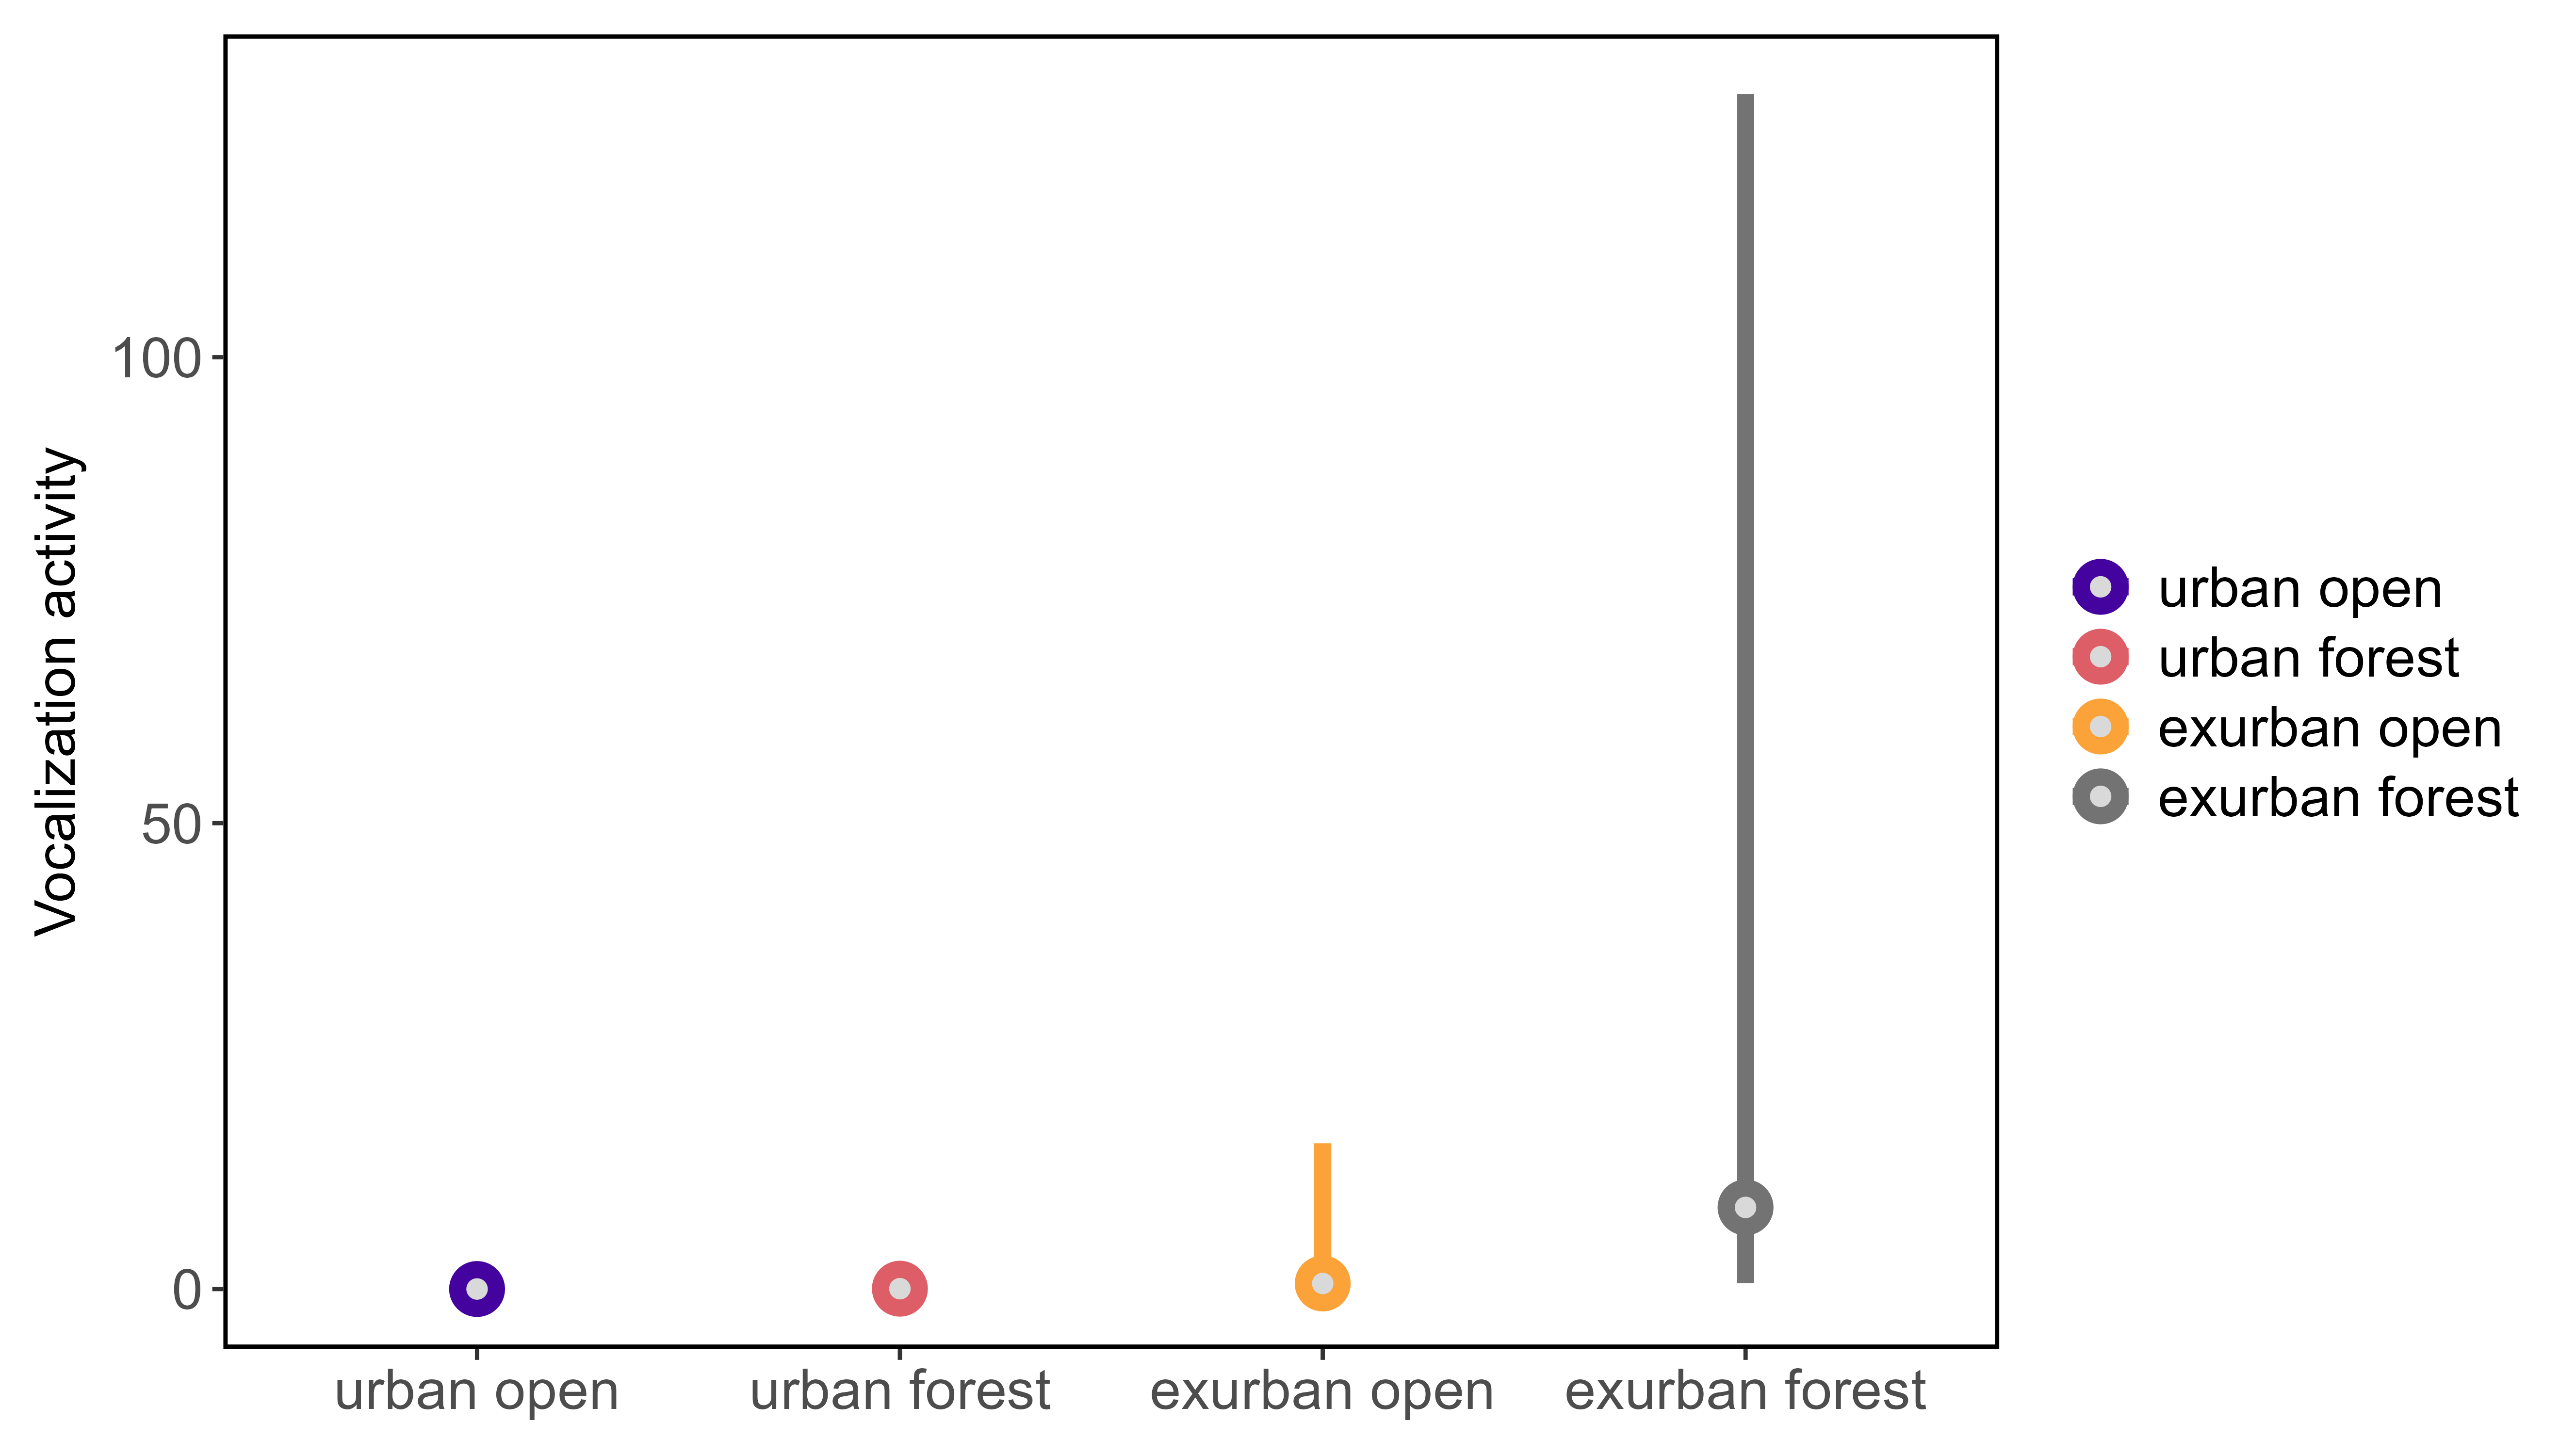 Vocalization activity
100
50
0
urban open
urban forest
exurban open
exurban forest
urban open
urban forest
exurban open
exurban forest